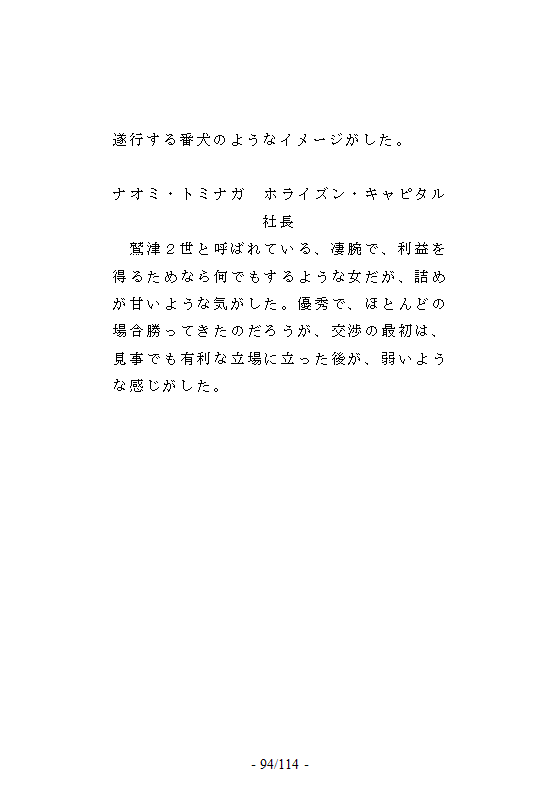 遂行する番犬のようなイメージがした。
ナオミ・トミナガ　ホライズン・キャピタル
社長
　鷲津２世と呼ばれている、凄腕で、利益を
得るためなら何でもするような女だが、詰め
が甘いような気がした。優秀で、ほとんどの
場合勝ってきたのだろうが、交渉の最初は、
見事でも有利な立場に立った後が、弱いよう
な感じがした。
- 94/114 -